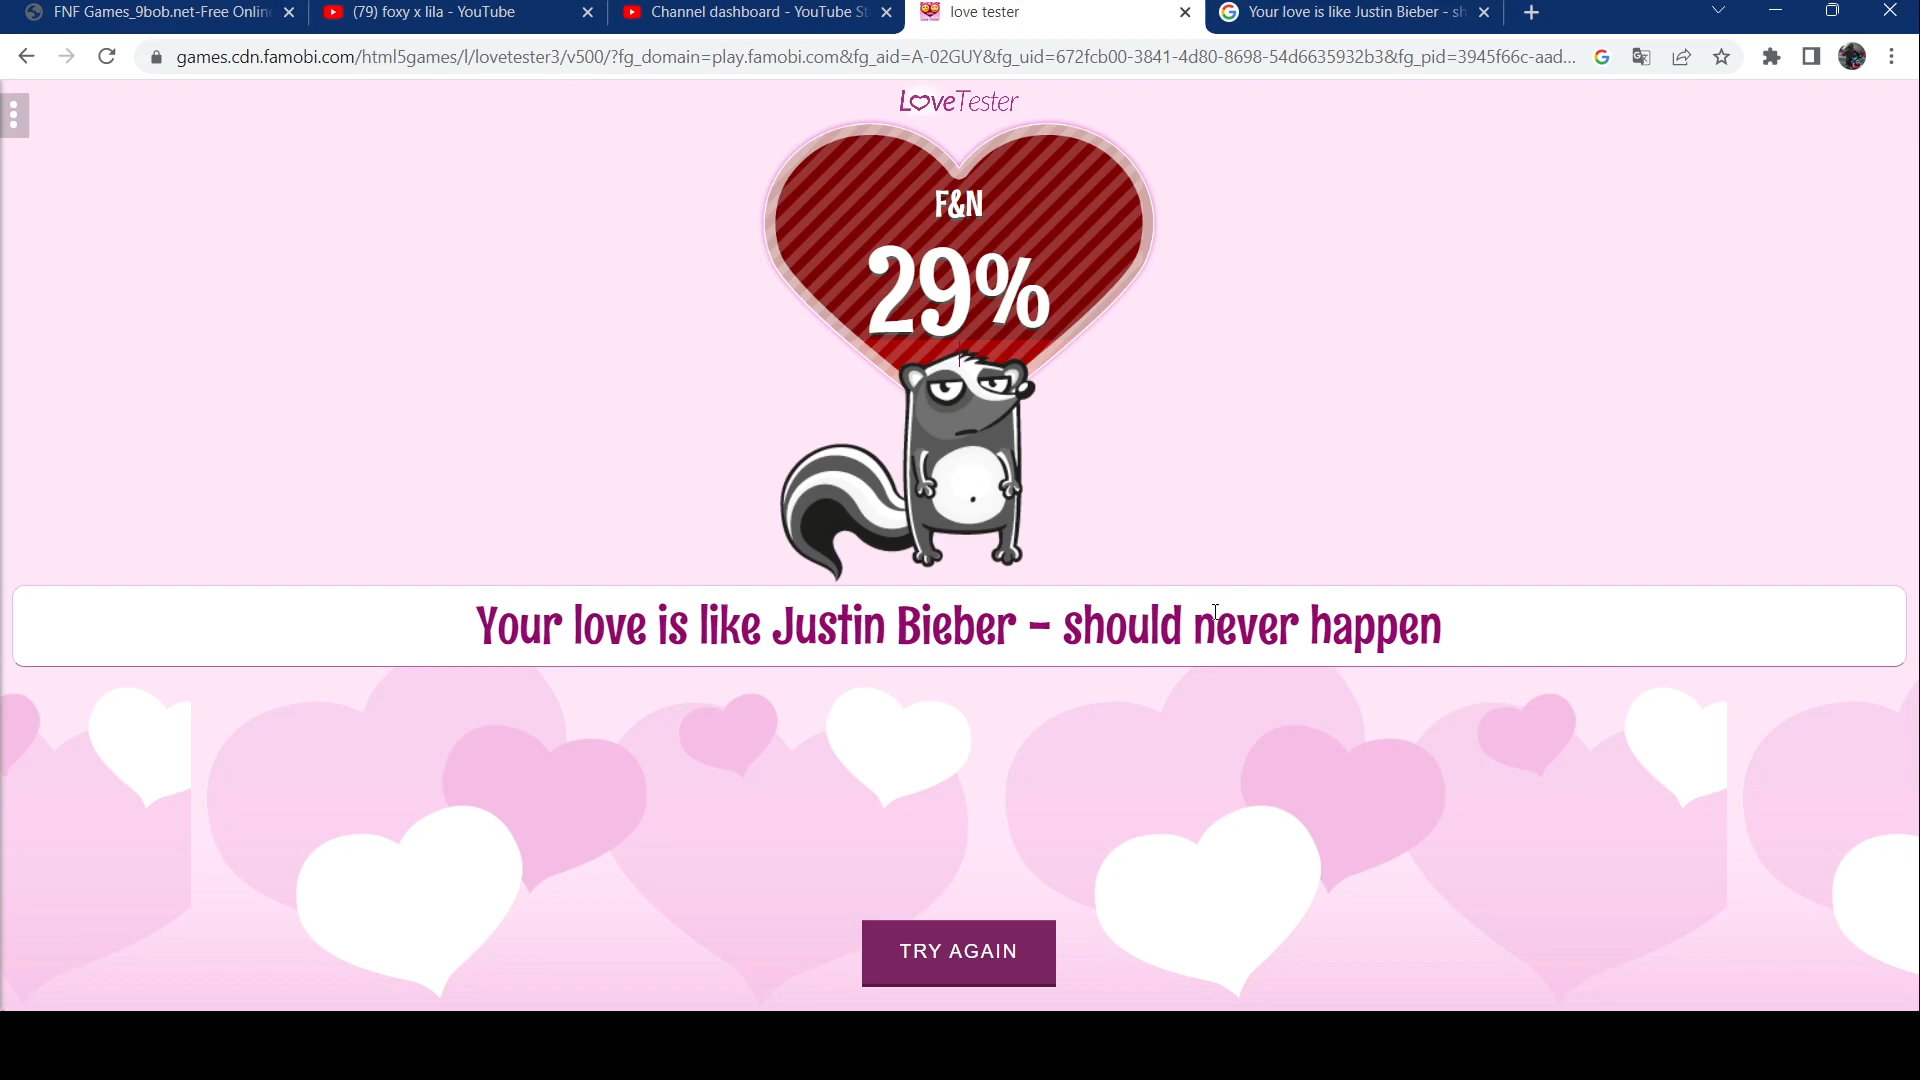 FNF Games_9bob.net-Free Onlin
(79) foxy x lila - YouTube
Channel dashboard - YouTube St
love tester
Your love is like Justin Bieber - sh
games.cdn.famobi.com/html5games/l/lovetester3/v500/?fg_domain=play.famobi.com&fg_aid=A-02GUY&fg_uid=672fcb00-3841-4d80-8698-54d6635932b3&fg_pid=3945f66c-aad...
LoveTester
F&N
29%
Your love is like Justin Bieber - should never happen
TRY AGAIN